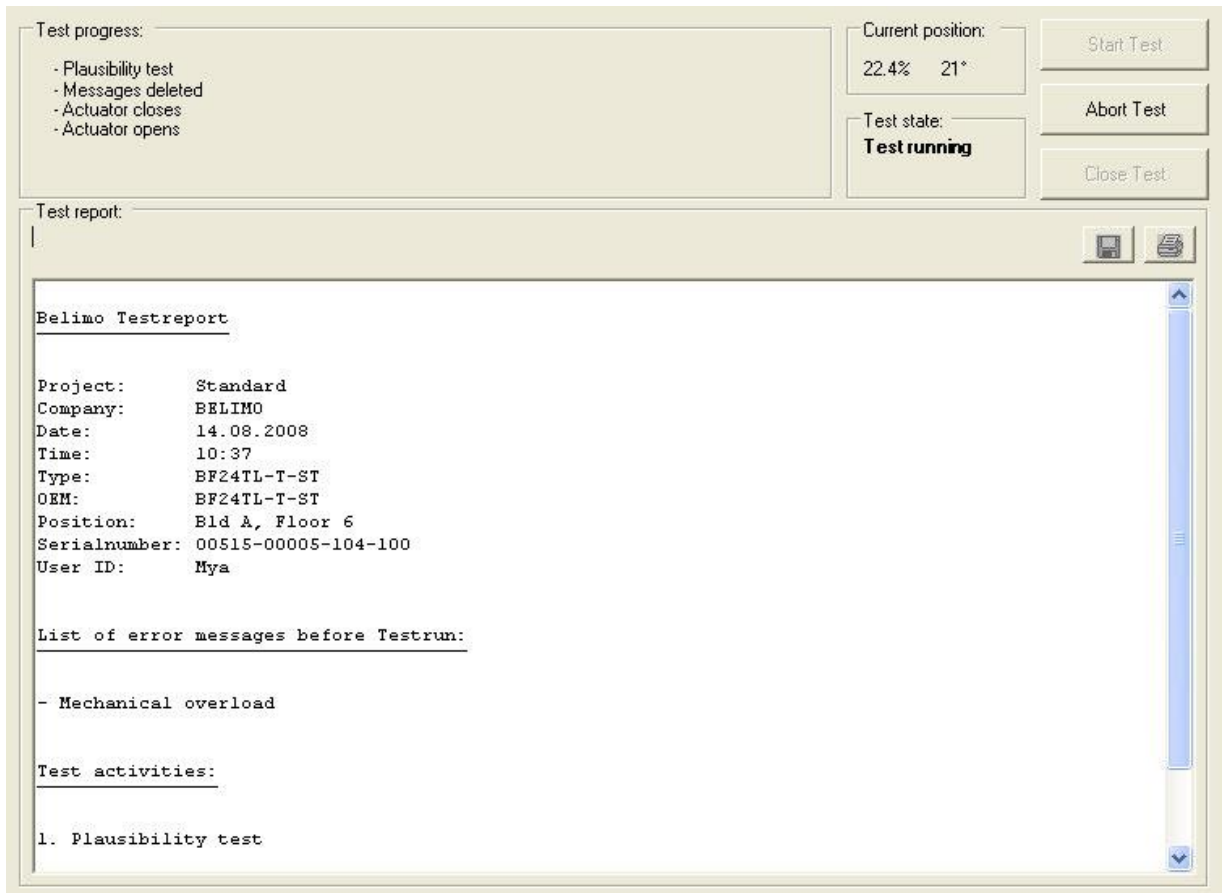 Test progress:
- Plausibility test
- Messages deleted
- Actuator closes
- Actuator opens
Current position:
22.4% 21°
Test state:
Test running
Start Test
Abort Test
Close Test
Test report:
Belimo Testreport
Project: Standard
Company: BELIMO
Date: 14.08.2008
Time: 10:37
Type: BF24TL-T-ST
OEM: BF24TL-T-ST
Position: Bld A, Floor 6
Serialnumber: 00515-00005-104-100
User ID: Mya
List of error messages before Testrun:
- Mechanical overload
Test activities:
1. Plausibility test